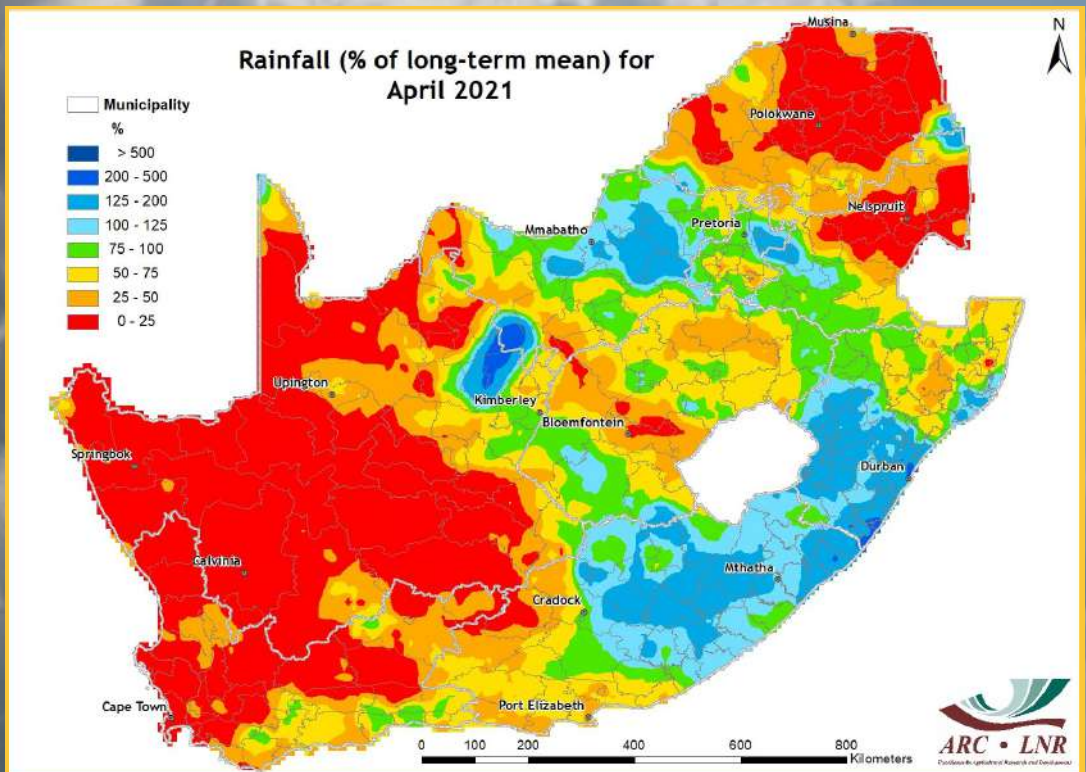 Rainfall (% of long-term mean) for
April 2021
N
Municipality
%
> 500
200 - 500
125 - 200
100 - 125
75 - 100
50 - 75
25 - 50
0 - 25
Musina
Polokwane
Nelspruit
Pretoria
Mmabatho
Upington
Kimberley
Bloemfontein
Springbok
Durban
Calvinia
Mthatha
Cradock
Cape Town
Port Elizabeth
0 100 200 400 600 800
Kilometers
ARC • LNR